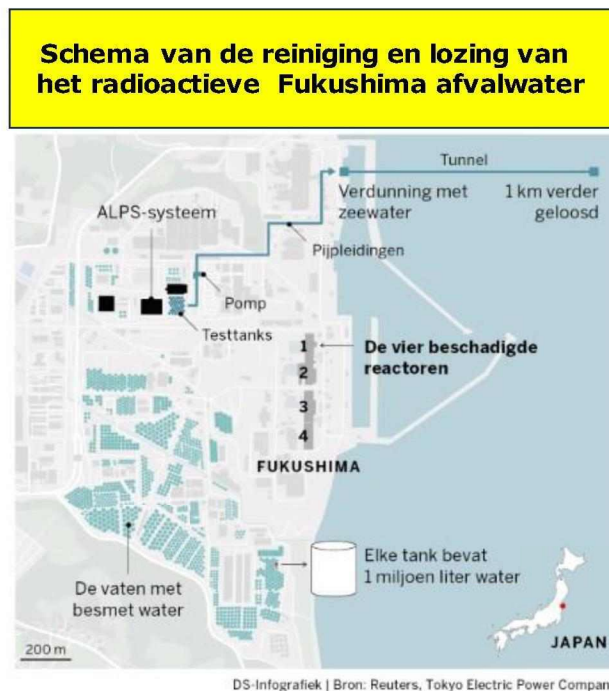 Schema van de reiniging en lozing van
het radioactieve Fukushima afvalwater
Tunnel
Verdunning met
zeewater
1 km verder
geloosd
ALPS-systeem
Pijpleidingen
Pomp
Testtanks
1
2
3
4
De vier beschadigde
reactoren
FUKUSHIMA
Elke tank bevat
1 miljoen liter water
De vaten met
besmet water
200 m
JAPAN
DS-Infografiek | Bron: Reuters, Tokyo Electric Power Compan